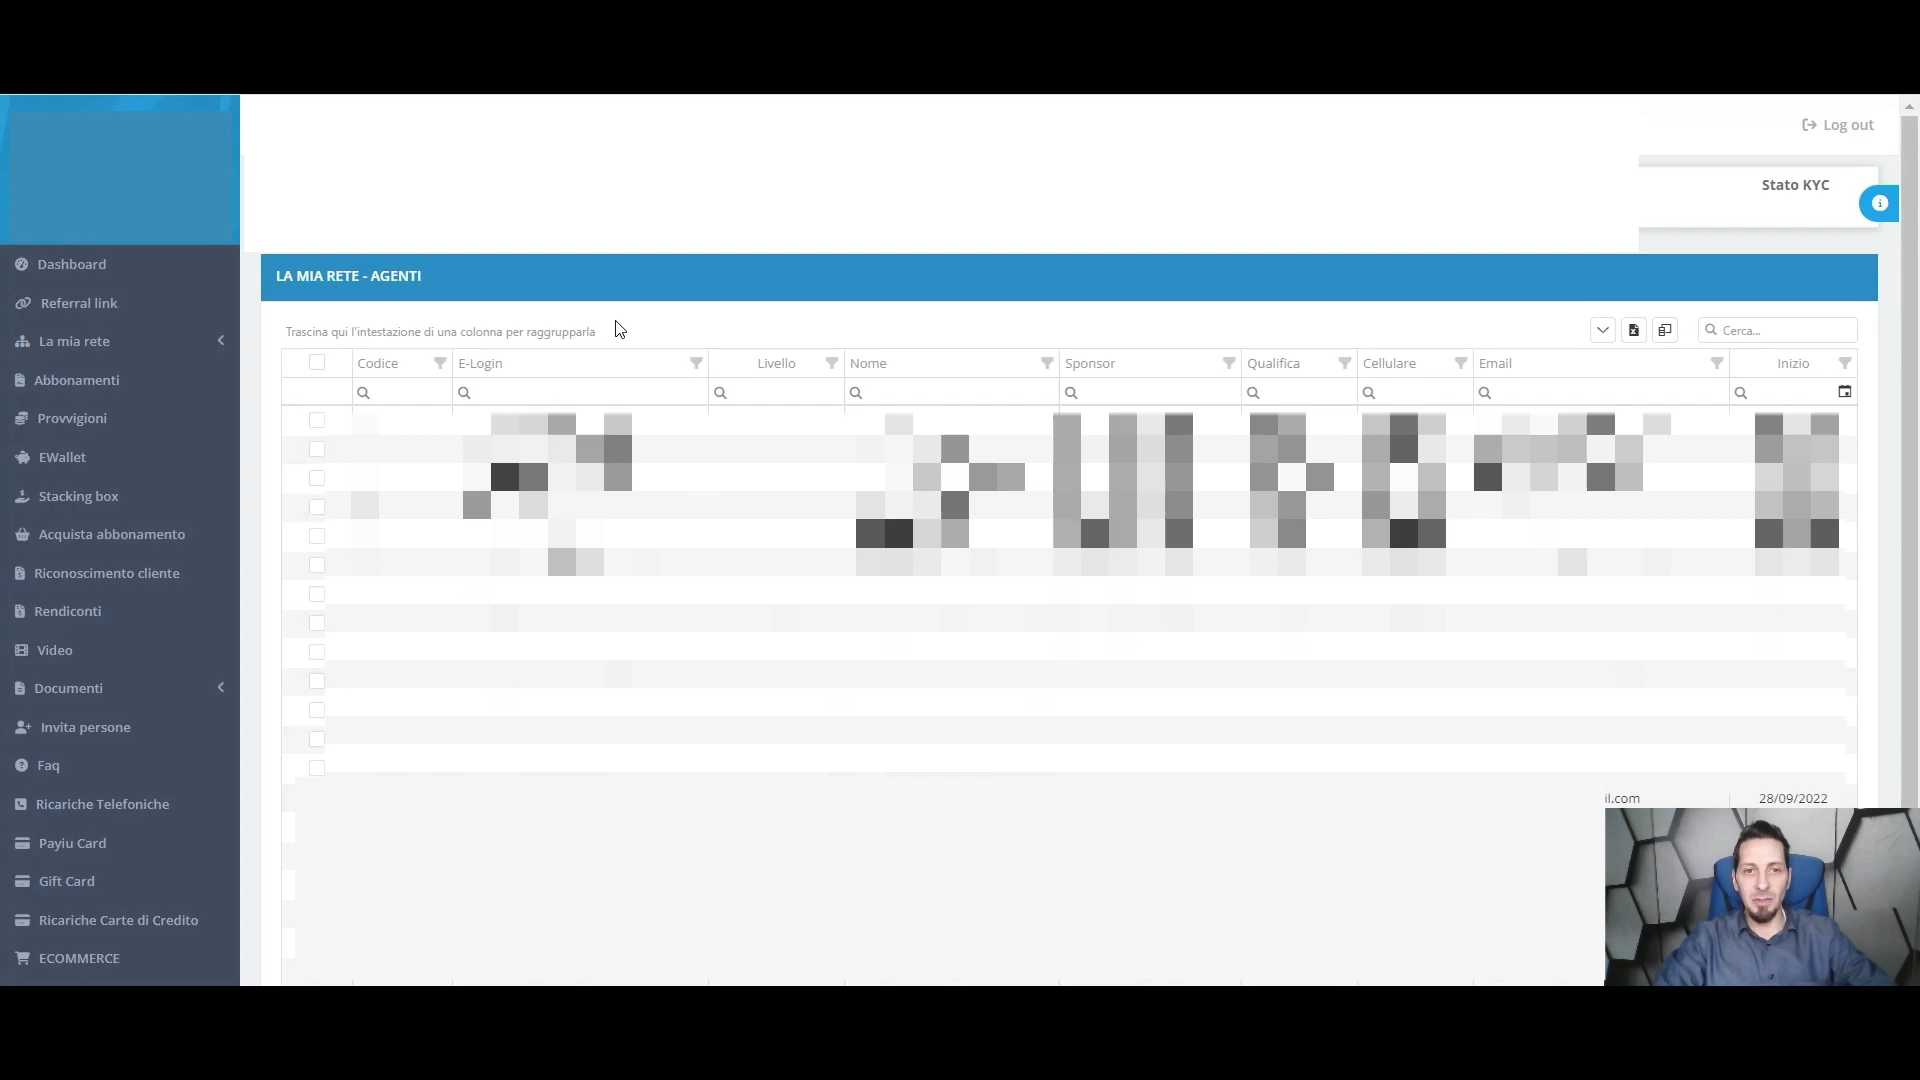 Log out
Stato KYC
Dashboard
Referral link
La mia rete
Abbonamenti
Provvigioni
EWallet
Stacking box
Acquista abbonamento
Riconoscimento cliente
Rendiconti
Video
Documenti
Invita persone
Faq
Ricariche Telefoniche
Payiu Card
Gift Card
Ricariche Carte di Credito
ECOMMERCE
LA MIA RETE - AGENTI
Trascina qui l'intestazione di una colonna per raggrupparla
Cerca...
Codice E-Login Livello Nome Sponsor Qualifica Cellulare Email Inizio
il.com 28/09/2022